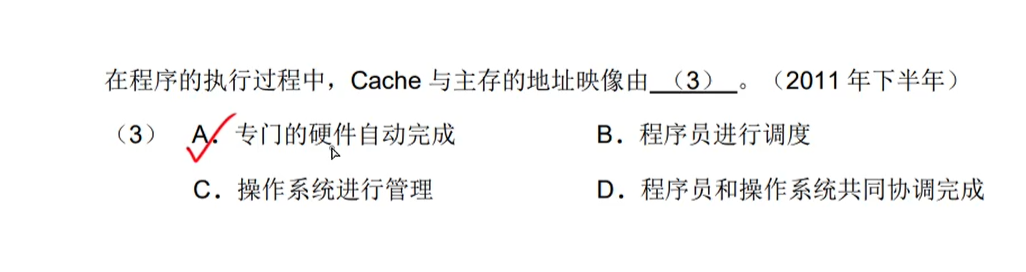 在程序的执行过程中，Cache 与主存的地址映像由 （3） 。（2011 年下半年）
（3） A．专门的硬件自动完成 B．程序员进行调度
C．操作系统进行管理 D．程序员和操作系统共同协调完成